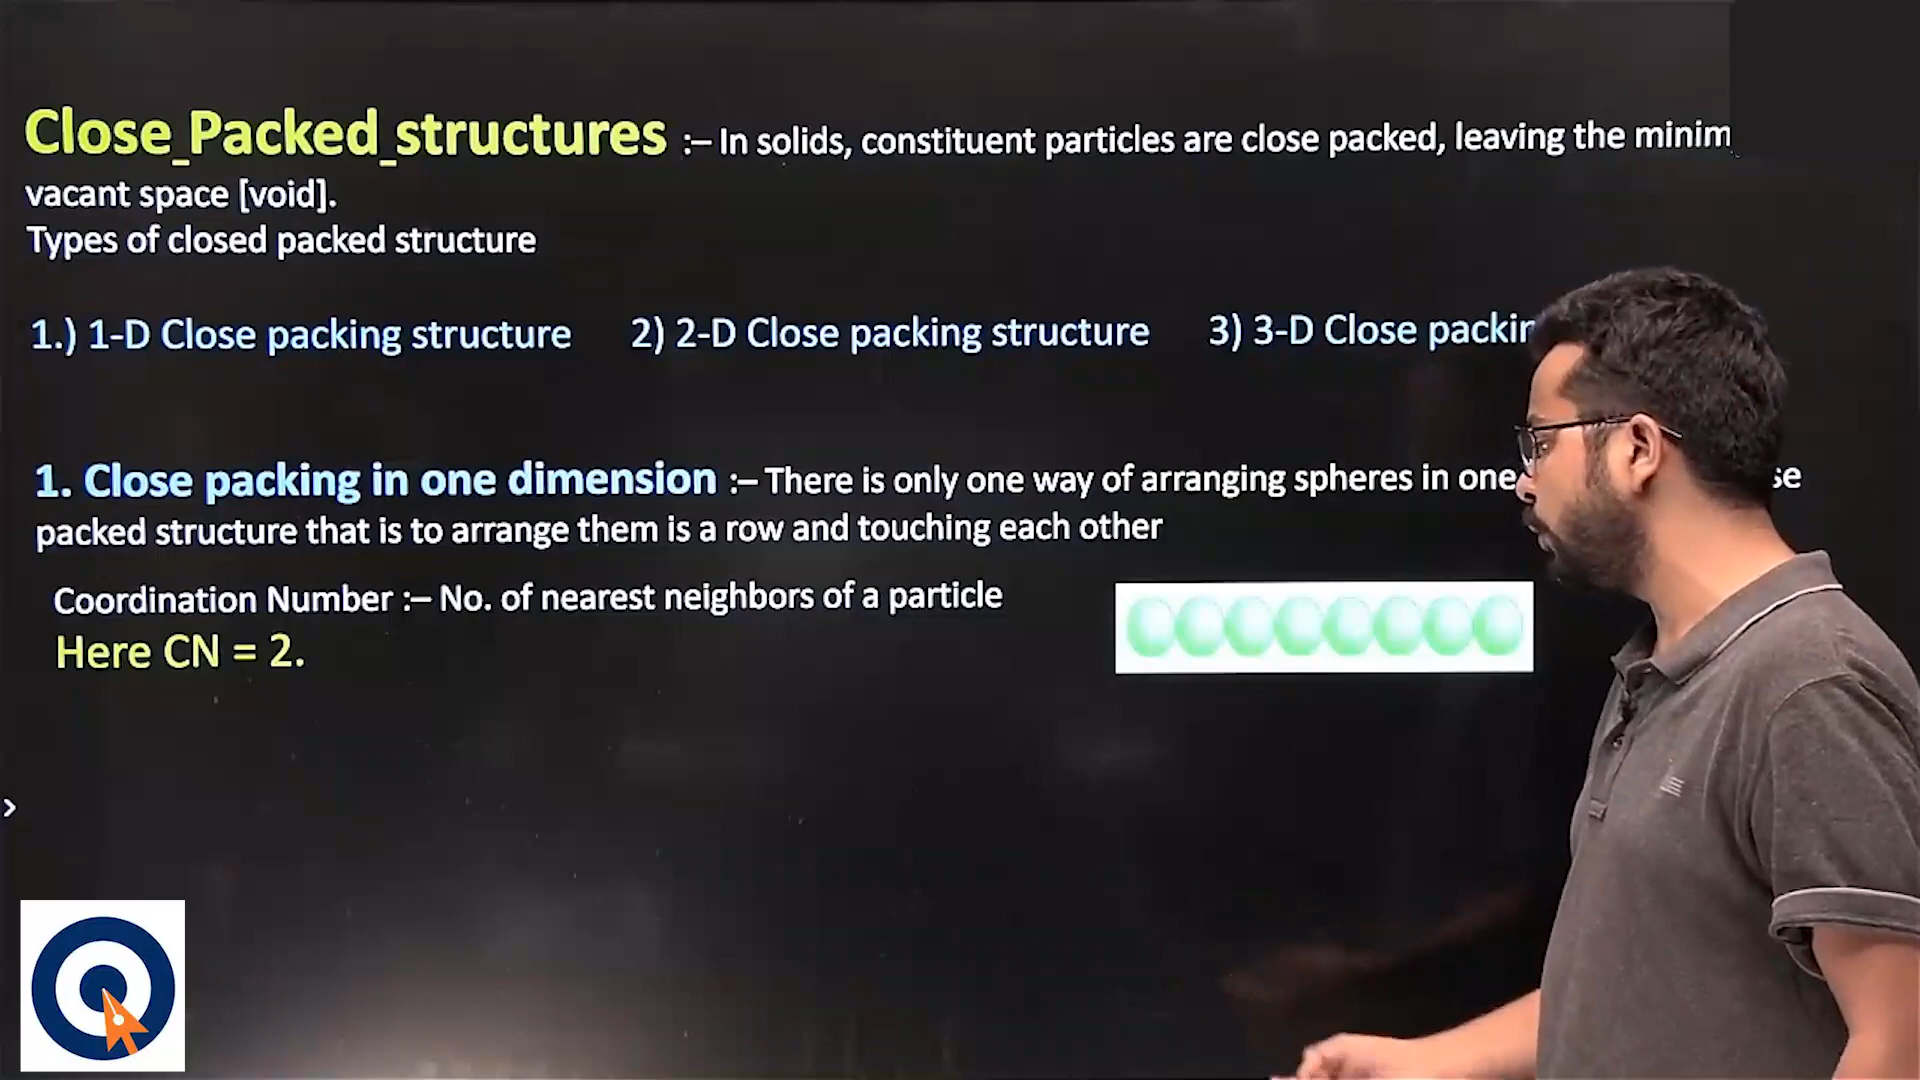 Close_Packed_structures :– In solids, constituent particles are close packed, leaving the minim
vacant space [void].
Types of closed packed structure
1.) 1-D Close packing structure 2) 2-D Close packing structure 3) 3-D Close packin
1. Close packing in one dimension :– There is only one way of arranging spheres in one se
packed structure that is to arrange them is a row and touching each other
Coordination Number :– No. of nearest neighbors of a particle
Here CN = 2.